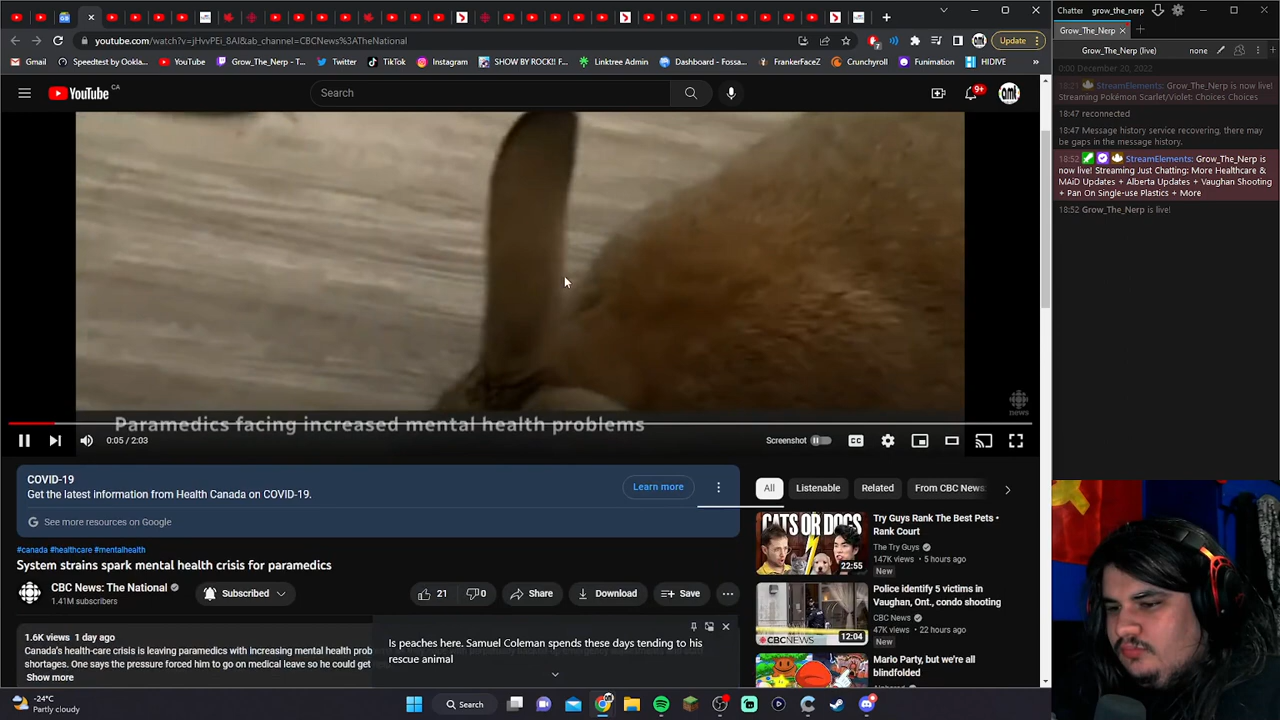 Chatter
grow_the_nerp
youtube.com/watch?v=jHvvPEi_8AI&ab_channel=CBCNews%3ATheNational
Update
Grow_The_Nerp
Gmail
Speedtest by Ookla...
YouTube
Grow_The_Nerp - T...
Twitter
TikTok
Instagram
SHOW BY ROCK!! F...
Linktree Admin
Dashboard - Fossa...
FrankerFaceZ
Crunchyroll
Funimation
HIDIVE
»
Grow_The_Nerp (live)
none
0:00 December 20, 2022
YouTube
CA
Search
9+
18:21 StreamElements: Grow_The_Nerp is now live!
Streaming Pokémon Scarlet/Violet: Choices Choices
18:47 reconnected
18:47 Message history service recovering, there may
be gaps in the message history.
18:52 StreamElements: Grow_The_Nerp is
now live! Streaming Just Chatting: More Healthcare &
MAiD Updates + Alberta Updates + Vaughan Shooting
+ Pan On Single-use Plastics + More
18:52 Grow_The_Nerp is live!
news
Paramedics facing increased mental health problems
0:05 / 2:03
Screenshot
CC
COVID-19
Get the latest information from Health Canada on COVID-19.
Learn more
See more resources on Google
All
Listenable
Related
From CBC News:
#canada #healthcare #mentalhealth
System strains spark mental health crisis for paramedics
CBC News: The National
1.41M subscribers
Subscribed
21
0
Share
Download
Save
CATS OR DOGS
22:55
Try Guys Rank The Best Pets •
Rank Court
The Try Guys
147K views • 5 hours ago
New
CBCNEWS
12:04
Police identify 5 victims in
Vaughan, Ont., condo shooting
CBC News
47K views • 22 hours ago
New
Mario Party, but we're all
blindfolded
1.6K views 1 day ago
Canada's healthcare crisis is leaving paramedics with increasing mental health prob
shortages. One says the pressure forced him to go on medical leave so he could get
Show more
Is peaches here. Samuel Coleman spends these days tending to his
rescue animal
-24°C
Partly cloudy
Search